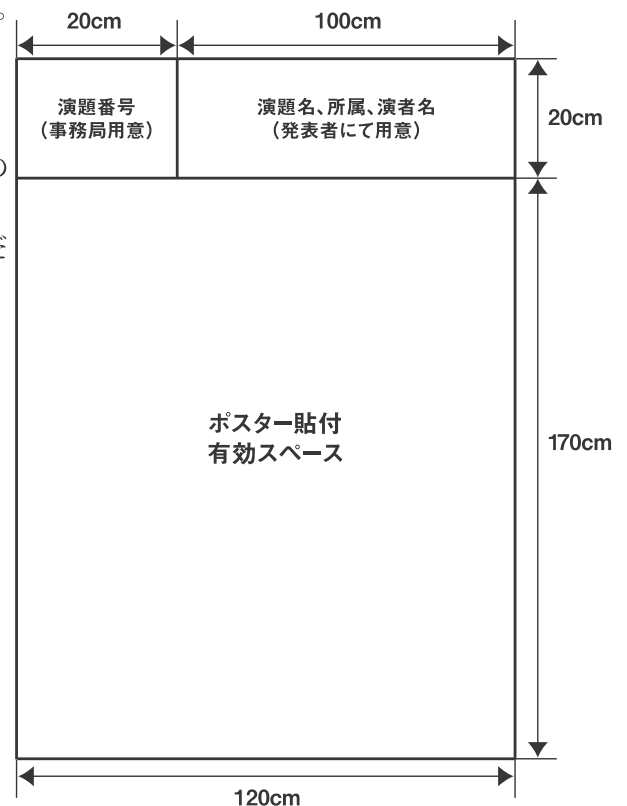 20cm
100cm
演題番号
（事務局用意）
演題名、所属、演者名
（発表者にて用意）
20cm
ポスター貼付
有効スペース
170cm
120cm